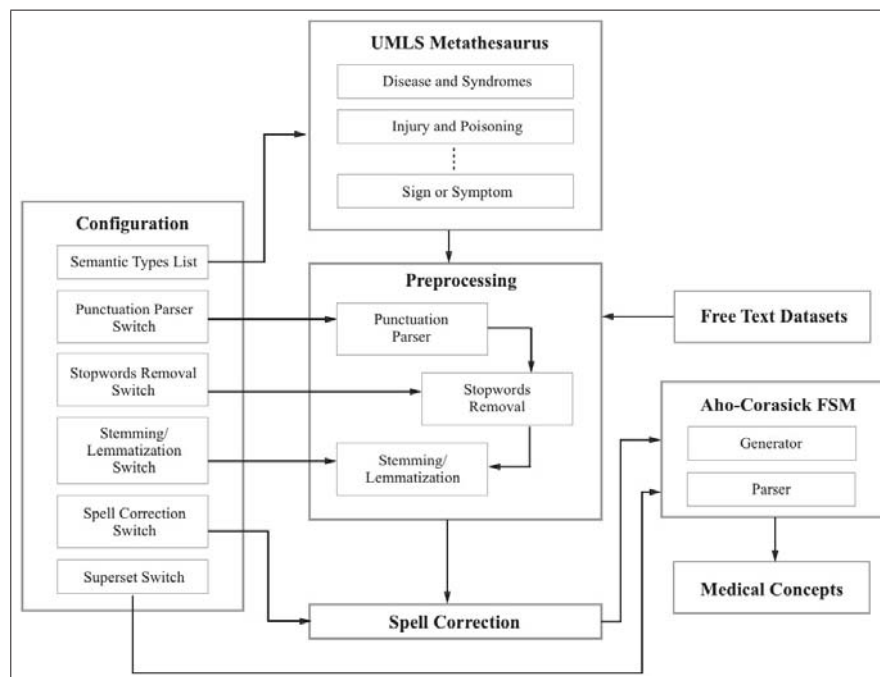 UMLS Metathesaurus
Disease and Syndromes
Injury and Poisoning
Sign or Symptom
Configuration
Semantic Types List
Punctuation Parser
Switch
Stopwords Removal
Switch
Stemming/
Lemmatization
Switch
Spell Correction
Switch
Superset Switch
Preprocessing
Punctuation
Parser
Stopwords
Removal
Stemming/
Lemmatization
Spell Correction
Free Text Datasets
Aho-Corasick FSM
Generator
Parser
Medical Concepts